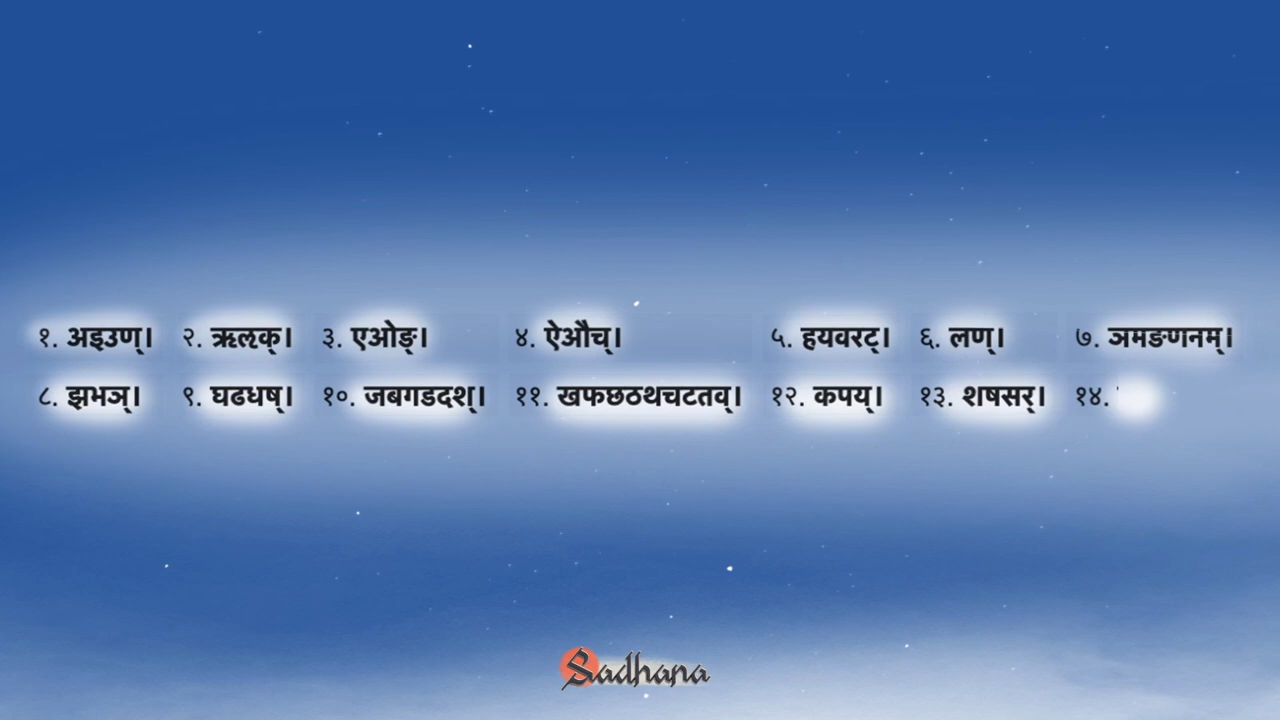 १. अइउण्। २. ऋऌक्। ३. एओङ्। ४. ऐऔच्। ५. हयवरट्। ६. लण्। ७. ञमङणनम्।
८. झभञ्। ९. घढधष्। १०. जबगडदश्। ११. खफछठथचटतव्। १२. कपय्। १३. शषसर्। १४.
Sadhana